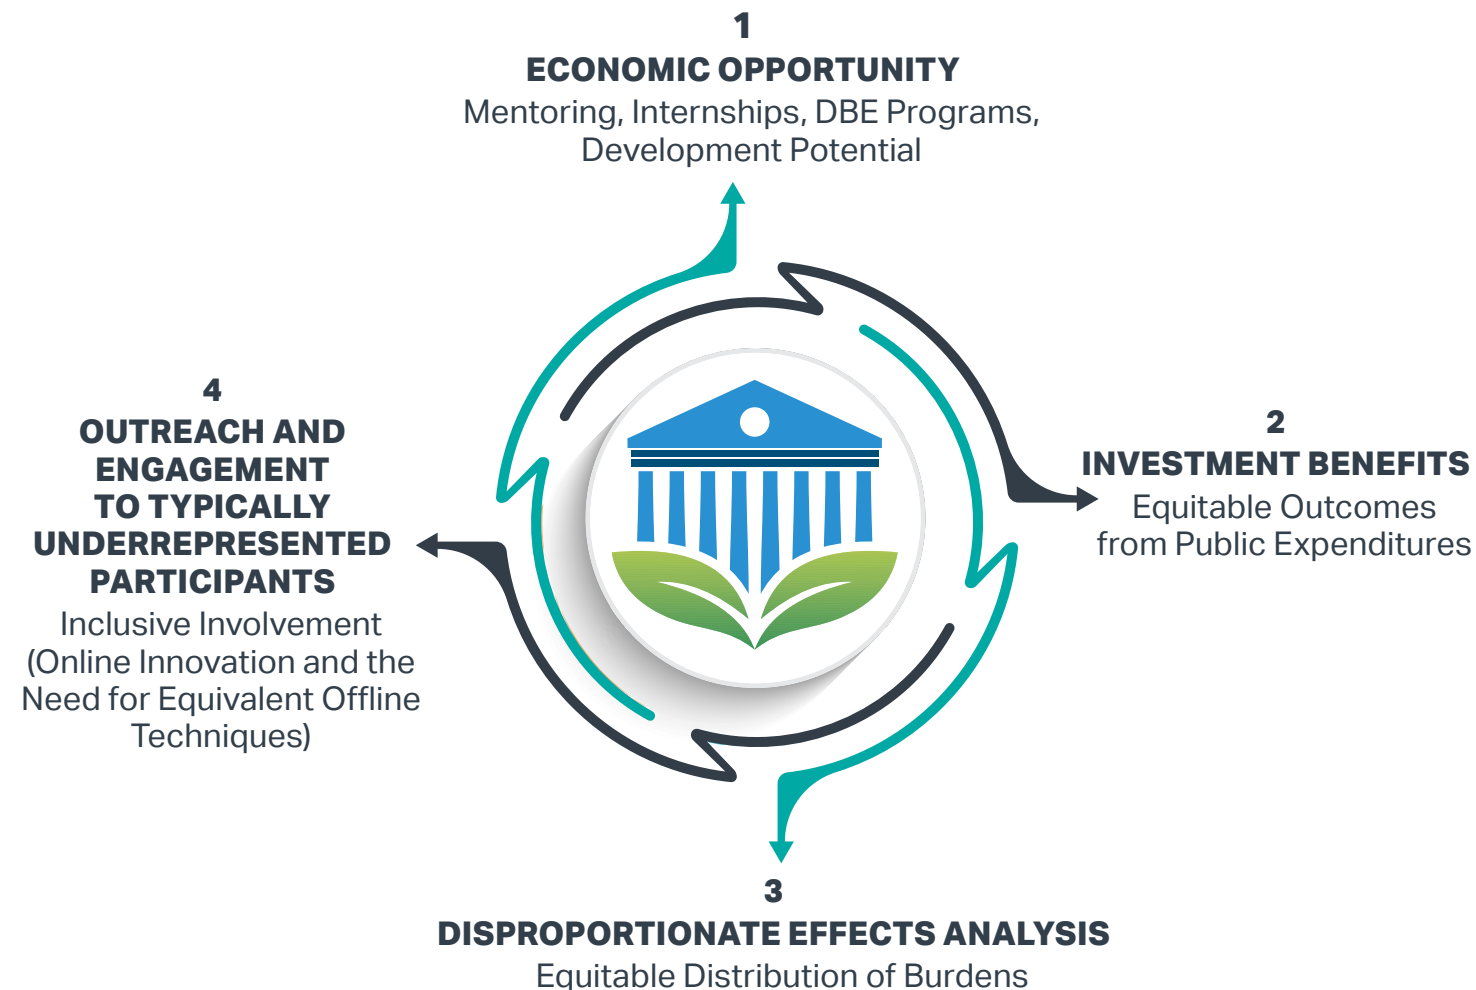 1
ECONOMIC OPPORTUNITY
Mentoring, Internships, DBE Programs,
Development Potential
2
INVESTMENT BENEFITS
Equitable Outcomes
from Public Expenditures
3
DISPROPORTIONATE EFFECTS ANALYSIS
Equitable Distribution of Burdens
4
OUTREACH AND
ENGAGEMENT
TO TYPICALLY
UNDERREPRESENTED
PARTICIPANTS
Inclusive Involvement
(Online Innovation and the
Need for Equivalent Offline
Techniques)